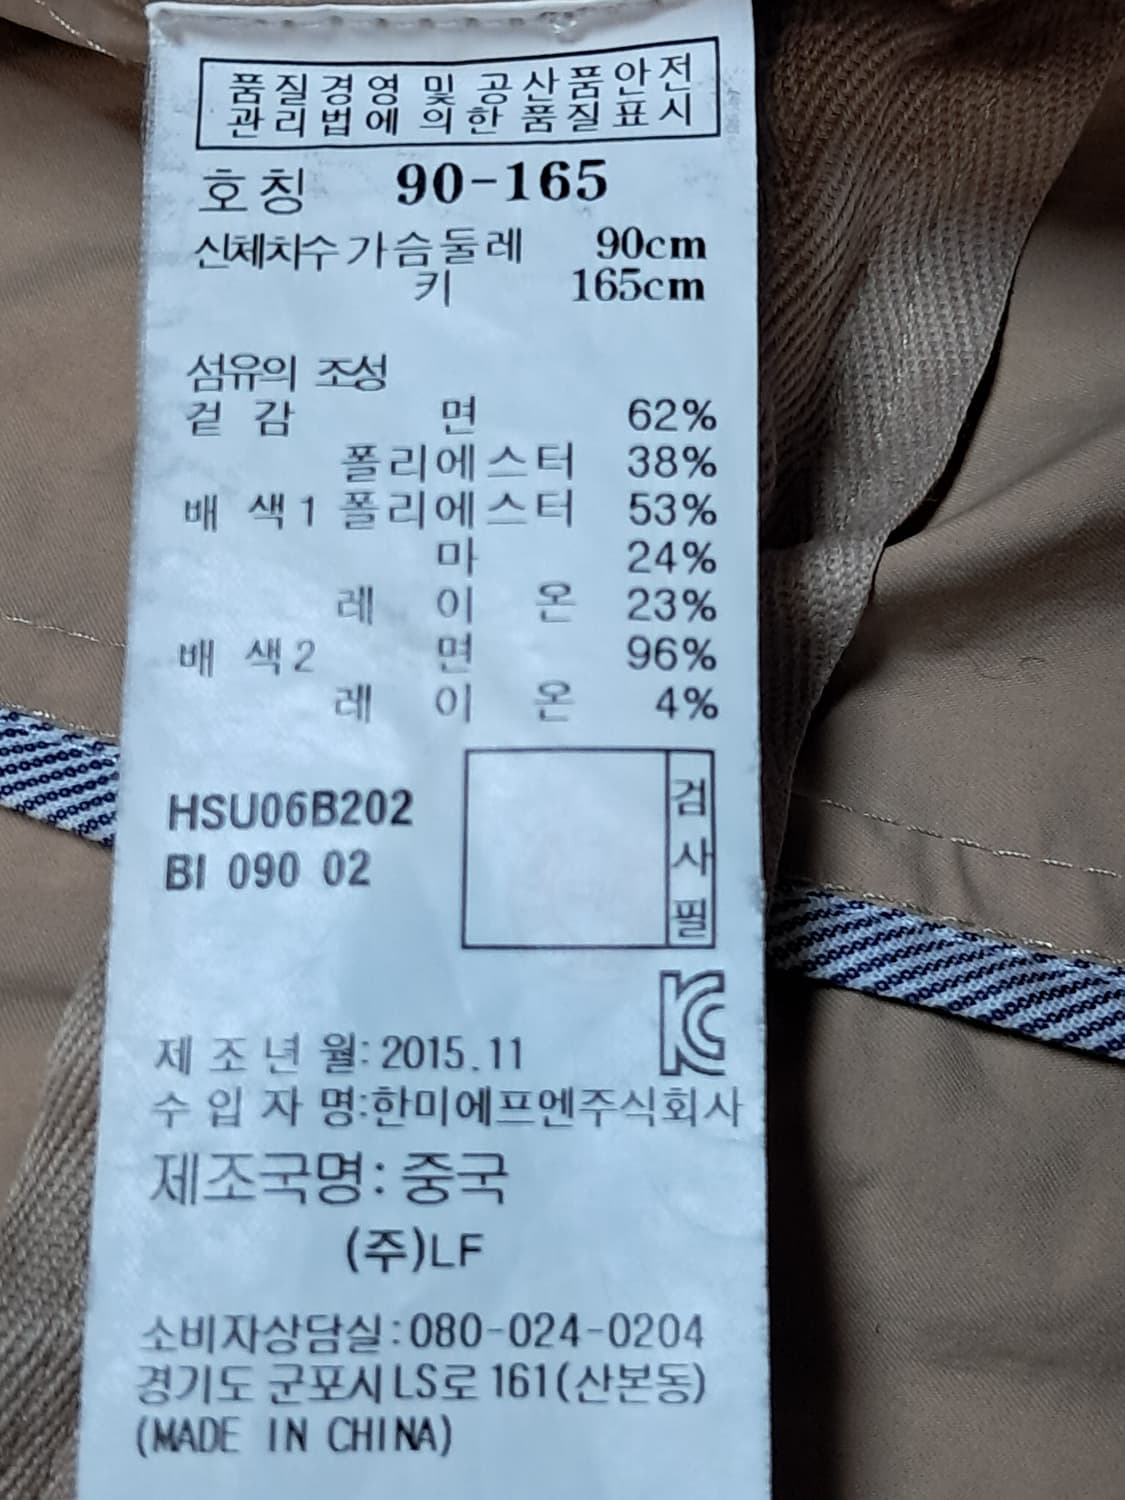 품질경영 및 공산품안전
관리법에 의한 품질표시
호칭 90-165
신체치수 가슴둘레 90cm
키 165cm
섬유의 조성
겉 감 면 62%
폴리에스터 38%
배 색1 폴리에스터 53%
마 24%
레 이 온 23%
배 색2 면 96%
레 이 온 4%
HSU06B202
BI 090 02
검사필
KC
제 조 년 월: 2015.11
수 입 자 명:한미에프엔주식회사
제조국명: 중국
(주)LF
소비자상담실:080-024-0204
경기도 군포시 LS로 161(산본동)
(MADE IN CHINA)